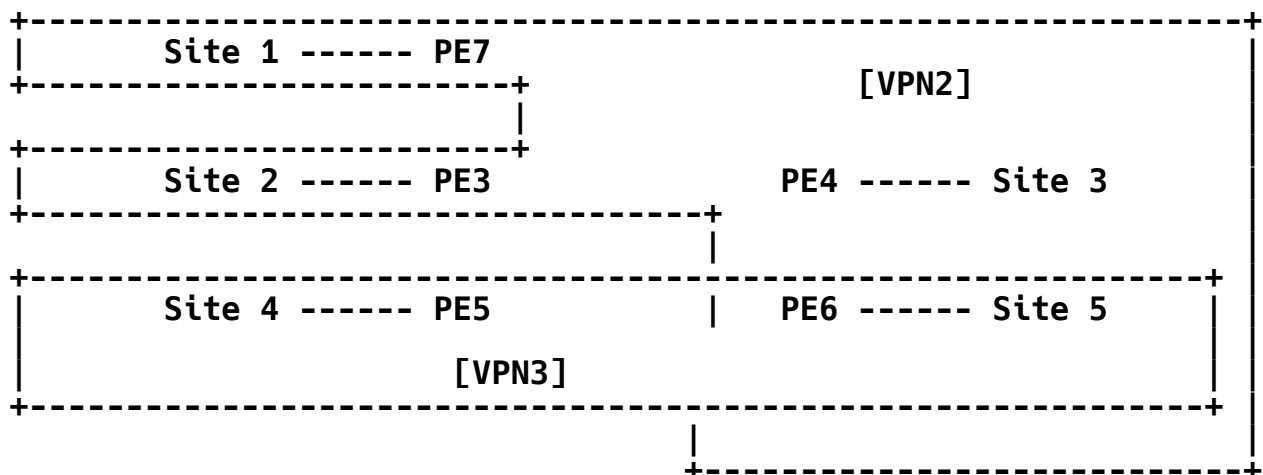 Site 1 ------ PE7
[VPN2]
Site 2 ------ PE3 PE4 ------ Site 3
Site 4 ------ PE5 | PE6 ------ Site 5
[VPN3]